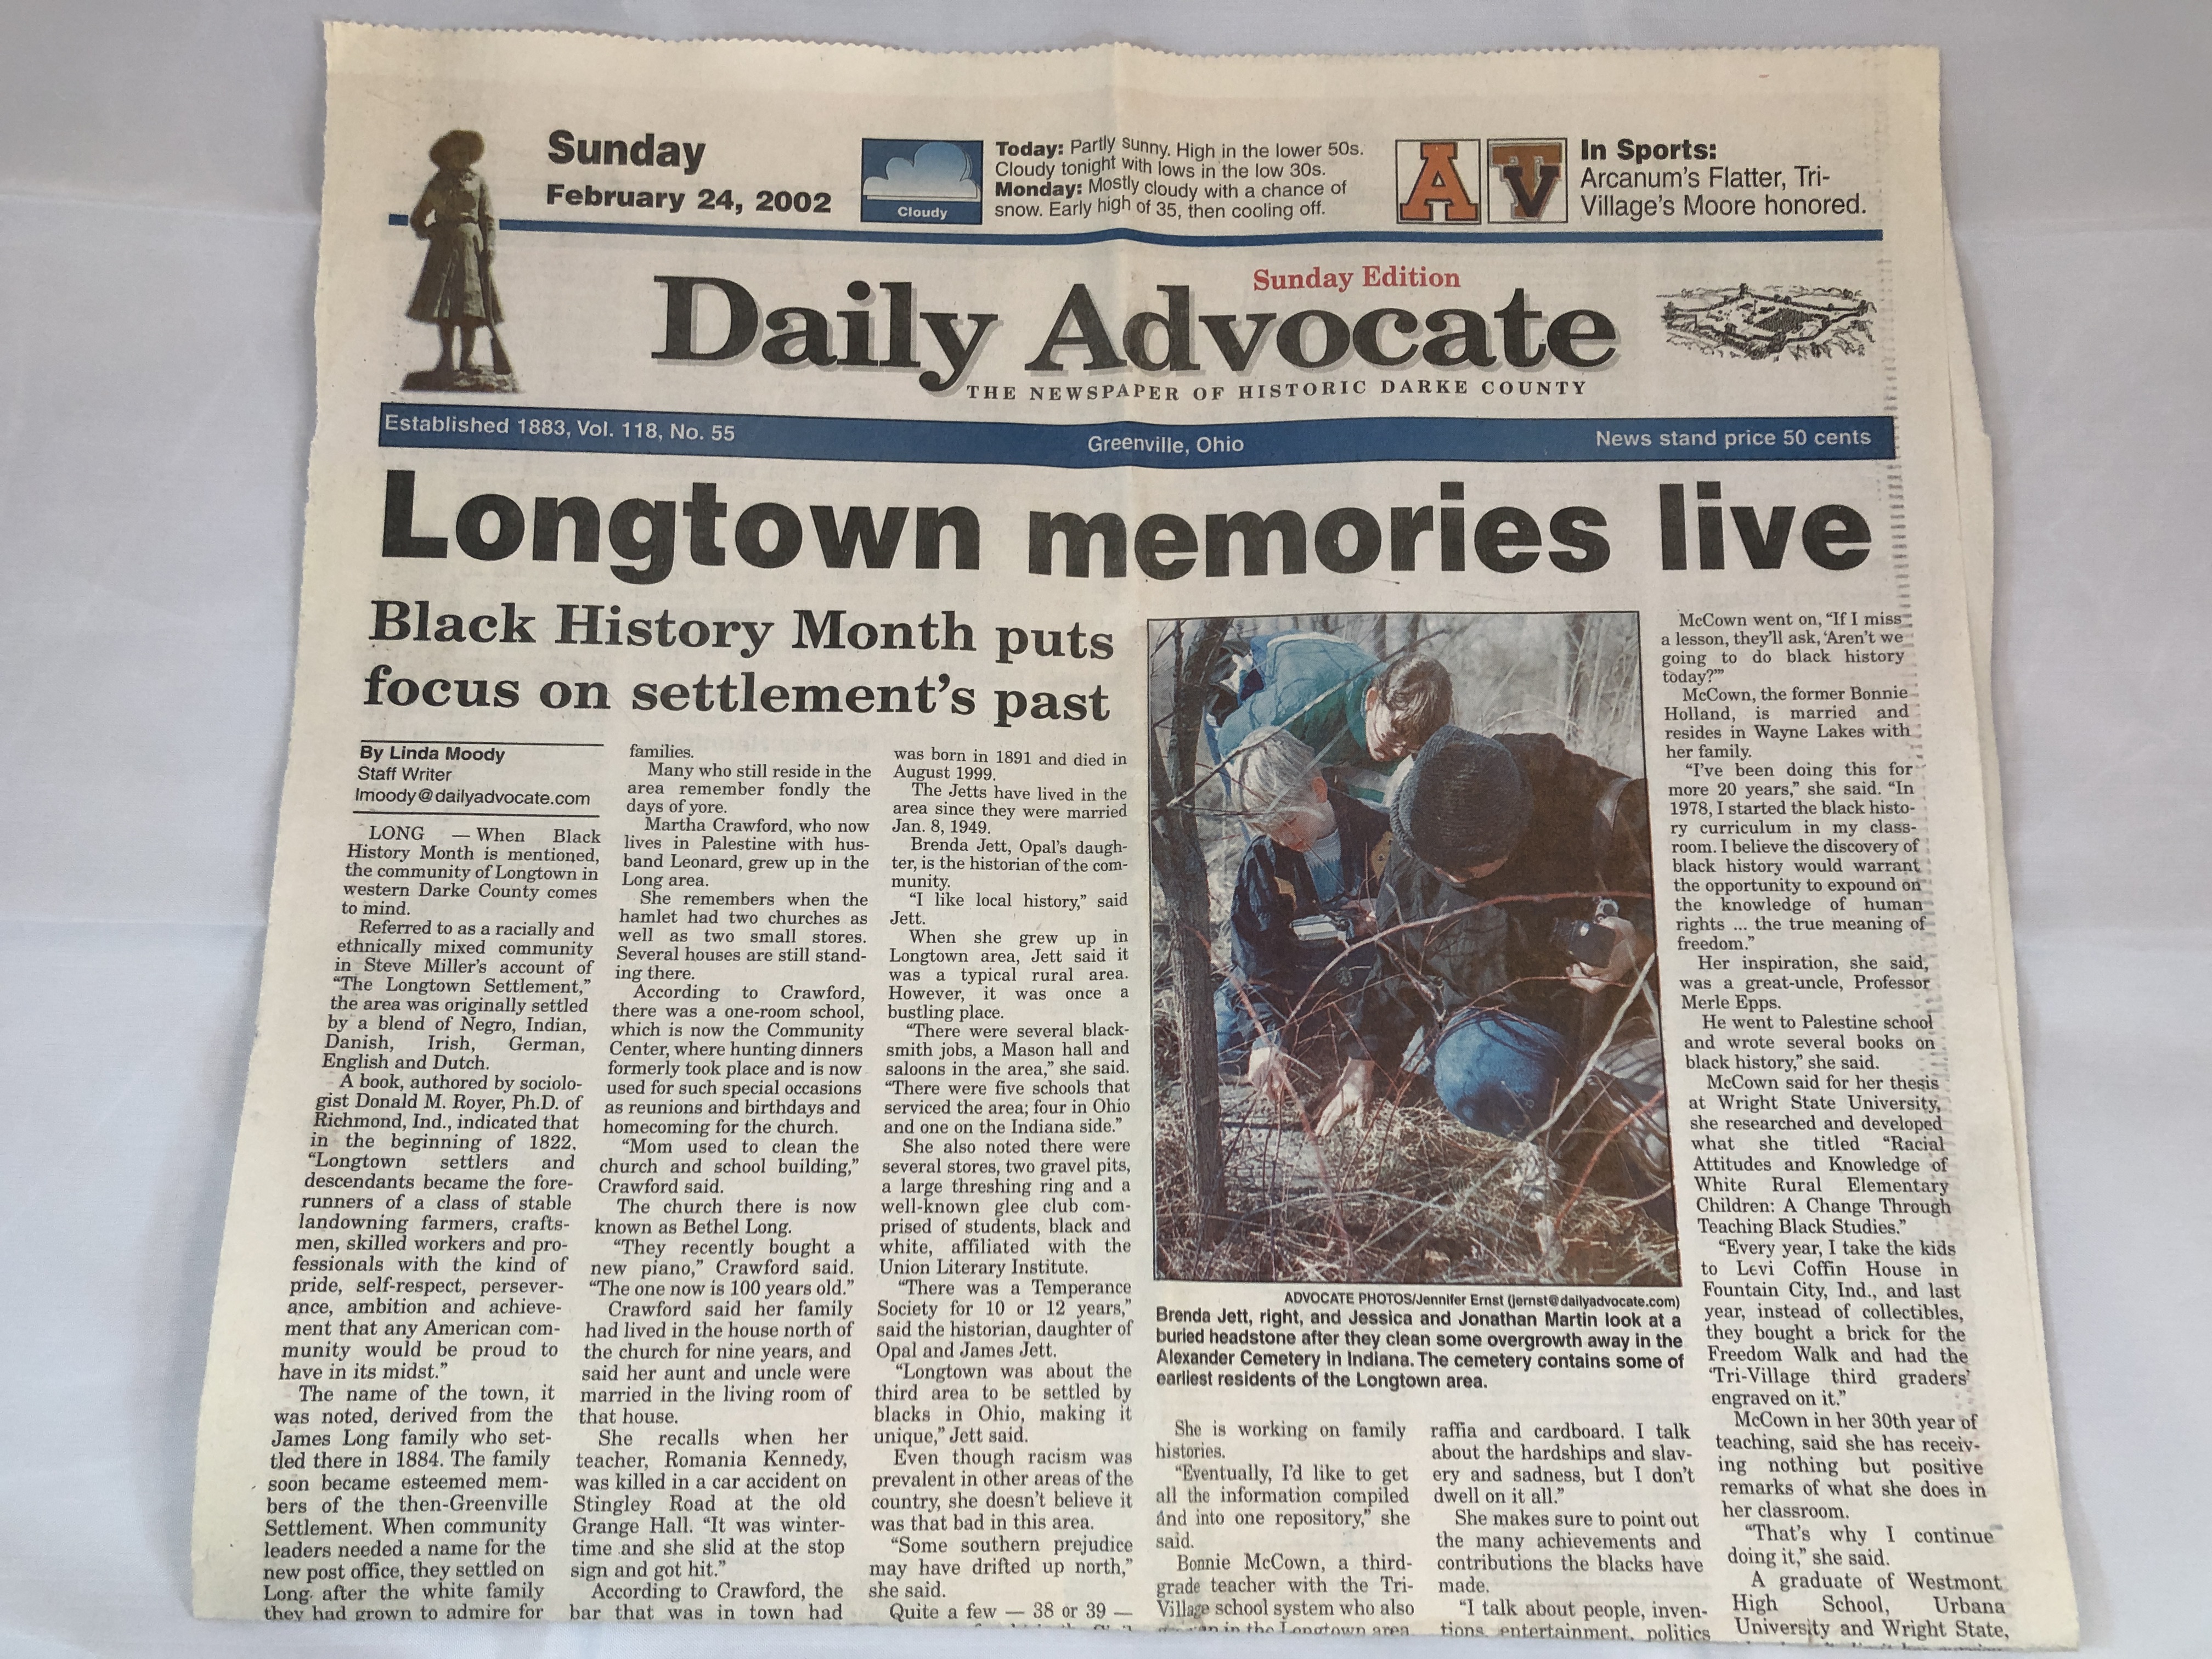 Sunday
February 24, 2002
Cloudy
Today: Partly sunny. High in the lower 50s.
Cloudy tonight with lows in the low 30s.
Monday: Mostly cloudy with a chance of
snow. Early high of 35, then cooling off.
A
TV
In Sports:
Arcanum's Flatter, Tri-
Village's Moore honored.
Sunday Edition
Daily Advocate
THE NEWSPAPER OF HISTORIC DARKE COUNTY
Established 1883, Vol. 118, No. 55
Greenville, Ohio
News stand price 50 cents
Longtown memories live
Black History Month puts
focus on settlement's past
By Linda Moody
Staff Writer
lmoody@dailyadvocate.com
LONG — When Black
History Month is mentioned,
the community of Longtown in
western Darke County comes
to mind.
Referred to as a racially and
ethnically mixed community
in Steve Miller's account of
"The Longtown Settlement,"
the area was originally settled
by a blend of Negro, Indian,
Danish, Irish, German,
English and Dutch.
A book, authored by sociolo-
gist Donald M. Royer, Ph.D. of
Richmond, Ind., indicated that
in the beginning of 1822,
"Longtown settlers and
descendants became the fore-
runners of a class of stable
landowning farmers, crafts-
men, skilled workers and pro-
fessionals with the kind of
pride, self-respect, persever-
ance, ambition and achieve-
ment that any American com-
munity would be proud to
have in its midst."
The name of the town, it
was noted, derived from the
James Long family who set-
tled there in 1884. The family
soon became esteemed mem-
bers of the then-Greenville
Settlement. When community
leaders needed a name for the
new post office, they settled on
Long, after the white family
they had grown to admire for
families.
Many who still reside in the
area remember fondly the
days of yore.
Martha Crawford, who now
lives in Palestine with hus-
band Leonard, grew up in the
Long area.
She remembers when the
hamlet had two churches as
well as two small stores.
Several houses are still stand-
ing there.
According to Crawford,
there was a one-room school,
which is now the Community
Center, where hunting dinners
formerly took place and is now
used for such special occasions
as reunions and birthdays and
homecoming for the church.
"Mom used to clean the
church and school building,"
Crawford said.
The church there is now
known as Bethel Long.
"They recently bought a
new piano," Crawford said.
"The one now is 100 years old."
Crawford said her family
had lived in the house north of
the church for nine years, and
said her aunt and uncle were
married in the living room of
that house.
She recalls when her
teacher, Romania Kennedy,
was killed in a car accident on
Stingley Road at the old
Grange Hall. "It was winter-
time and she slid at the stop
sign and got hit."
According to Crawford, the
bar that was in town had
was born in 1891 and died in
August 1999.
The Jetts have lived in the
area since they were married
Jan. 8, 1949.
Brenda Jett, Opal's daugh-
ter, is the historian of the com-
munity.
"I like local history," said
Jett.
When she grew up in
Longtown area, Jett said it
was a typical rural area.
However, it was once a
bustling place.
"There were several black-
smith jobs, a Mason hall and
saloons in the area," she said.
"There were five schools that
serviced the area; four in Ohio
and one on the Indiana side."
She also noted there were
several stores, two gravel pits,
a large threshing ring and a
well-known glee club com-
prised of students, black and
white, affiliated with the
Union Literary Institute.
"There was a Temperance
Society for 10 or 12 years,"
said the historian, daughter of
Opal and James Jett.
"Longtown was about the
third area to be settled by
blacks in Ohio, making it
unique," Jett said.
Even though racism was
prevalent in other areas of the
country, she doesn't believe it
was that bad in this area.
"Some southern prejudice
may have drifted up north,"
she said.
Quite a few — 38 or 39 —
ADVOCATE PHOTOS/Jennifer Ernst (jernst@dailyadvocate.com)
Brenda Jett, right, and Jessica and Jonathan Martin look at a
buried headstone after they clean some overgrowth away in the
Alexander Cemetery in Indiana. The cemetery contains some of
earliest residents of the Longtown area.
She is working on family
histories.
"Eventually, I'd like to get
all the information compiled
and into one repository," she
said.
Bonnie McCown, a third-
grade teacher with the Tri-
Village school system who also
in the Longtown area,
raffia and cardboard. I talk
about the hardships and slav-
ery and sadness, but I don't
dwell on it all."
She makes sure to point out
the many achievements and
contributions the blacks have
made.
"I talk about people, inven-
tions, entertainment, politics
McCown went on, "If I miss
a lesson, they'll ask, 'Aren't we
going to do black history
today?'"
McCown, the former Bonnie
Holland, is married and
resides in Wayne Lakes with
her family.
"I've been doing this for
more 20 years," she said. "In
1978, I started the black histo-
ry curriculum in my class-
room. I believe the discovery of
black history would warrant
the opportunity to expound on
the knowledge of human
rights ... the true meaning of
freedom."
Her inspiration, she said,
was a great-uncle, Professor
Merle Epps.
He went to Palestine school
and wrote several books on
black history," she said.
McCown said for her thesis
at Wright State University,
she researched and developed
what she titled "Racial
Attitudes and Knowledge of
White Rural Elementary
Children: A Change Through
Teaching Black Studies."
"Every year, I take the kids
to Levi Coffin House in
Fountain City, Ind., and last
year, instead of collectibles,
they bought a brick for the
Freedom Walk and had the
'Tri-Village third graders'
engraved on it."
McCown in her 30th year of
teaching, said she has receiv-
ing nothing but positive
remarks of what she does in
her classroom.
"That's why I continue
doing it," she said.
A graduate of Westmont
High School, Urbana
University and Wright State,